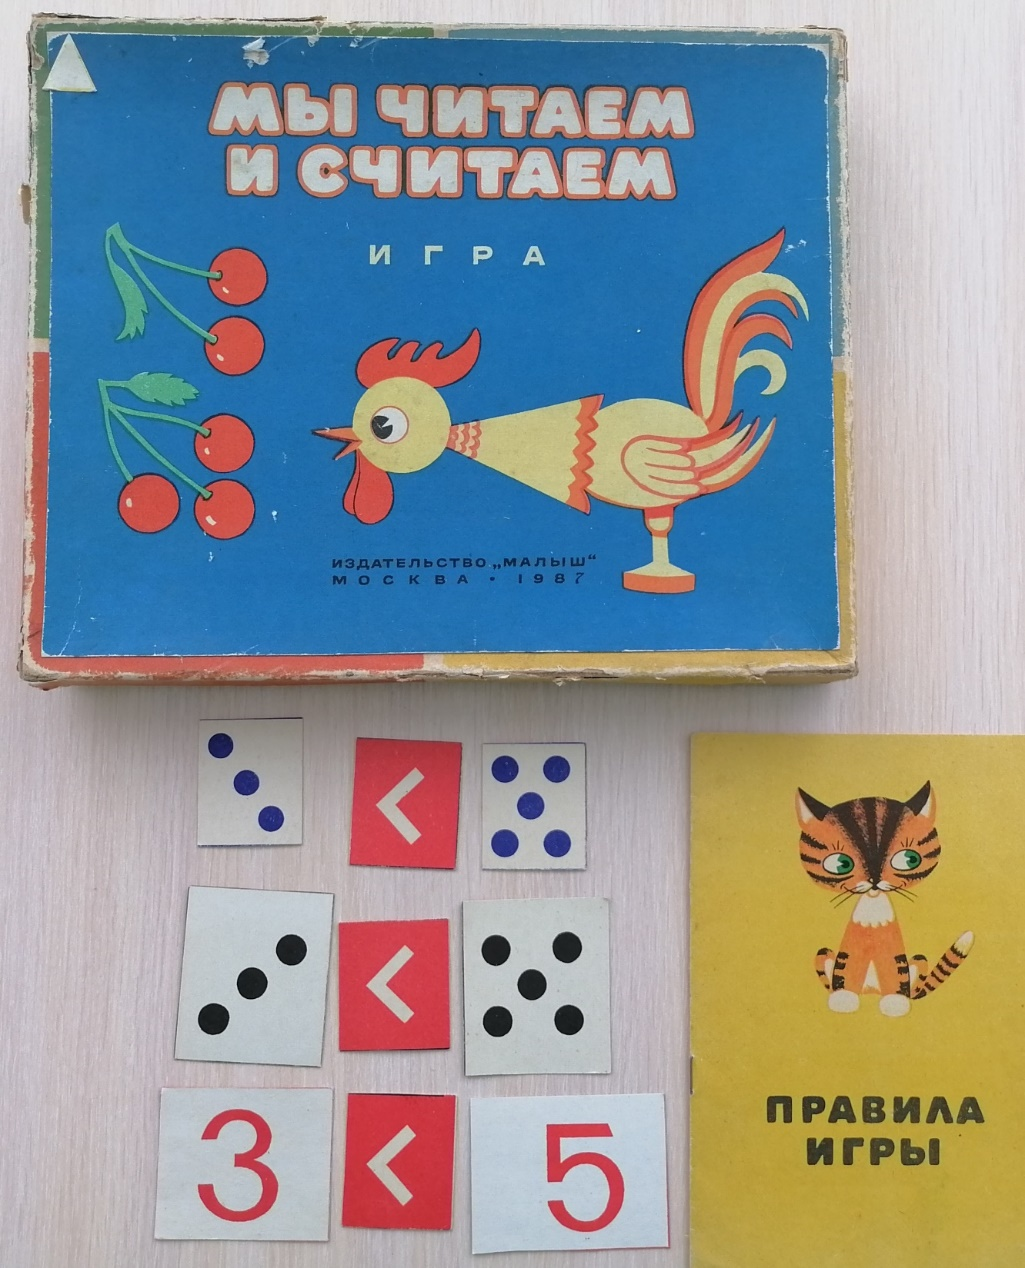 МЫ ЧИТАЕМ
И СЧИТАЕМ
ИГРА
ИЗДАТЕЛЬСТВО „МАЛЫШ“
МОСКВА • 1987
<
<
3 < 5
ПРАВИЛА
ИГРЫ